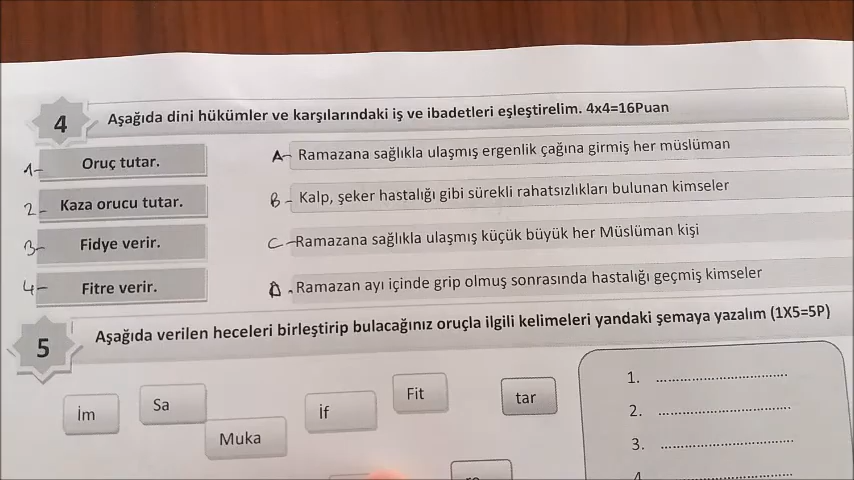 4 Aşağıda dini hükümler ve karşılarındaki iş ve ibadetleri eşleştirelim. 4x4=16Puan
1- Oruç tutar. A- Ramazana sağlıkla ulaşmış ergenlik çağına girmiş her müslüman
2- Kaza orucu tutar. B- Kalp, şeker hastalığı gibi sürekli rahatsızlıkları bulunan kimseler
3- Fidye verir. C- Ramazana sağlıkla ulaşmış küçük büyük her Müslüman kişi
4- Fitre verir. D. Ramazan ayı içinde grip olmuş sonrasında hastalığı geçmiş kimseler
5 Aşağıda verilen heceleri birleştirip bulacağınız oruçla ilgili kelimeleri yandaki şemaya yazalım (1X5=5P)
İm Sa Muka İf Fit tar
1. ....................................
2. ....................................
3. ....................................